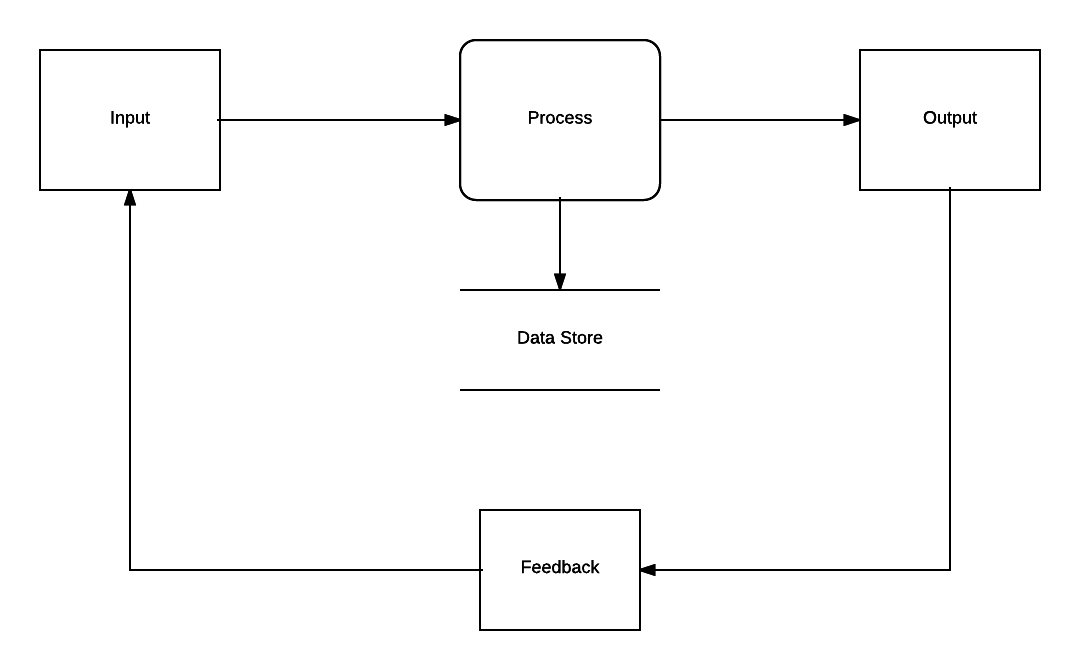 Input
Process
Output
Data Store
Feedback